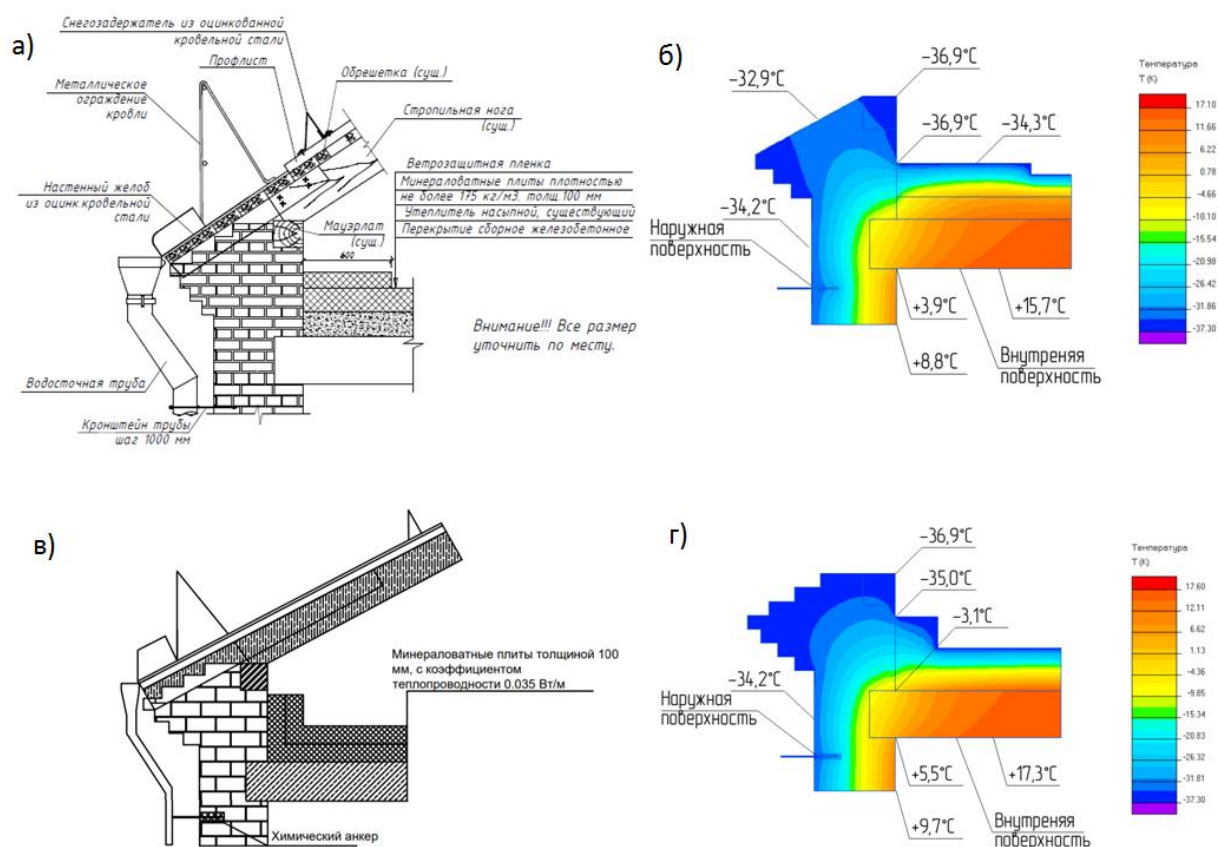 а)
Снегозадержатель из оцинкованной
кровельной стали
Профлист
Обрешетка (сущ.)
Металлическое
ограждение
кровли
Стропильная нога
(сущ.)
Ветрозащитная пленка
Минераловатные плиты плотностью
не более 175 кг/м3. толщ.100 мм
Утеплитель насыпной, существующий
Перекрытие сборное железобетонное
Настенный желоб
из оцинк.кровельной
стали
Мауэрлат
(сущ.)
600
Внимание!!! Все размер
уточнить по месту.
Водосточная труба
Кронштейн трубы
шаг 1000 мм
б)
-36,9°С
-32,9°С
-36,9°С
-34,3°С
-34,2°С
Наружная
поверхность
+3,9°С
+15,7°С
+8,8°С
Внутреняя
поверхность
Температура
T (K)
17.10
11.66
6.22
0.78
-4.66
-10.10
-15.54
-20.98
-26.42
-31.86
-37.30
в)
Минераловатные плиты толщиной 100
мм, с коэффициентом
теплопроводности 0.035 Вт/м
Химический анкер
г)
-36,9°С
-35,0°С
-3,1°С
-34,2°С
Наружная
поверхность
+5,5°С
+17,3°С
+9,7°С
Внутреняя
поверхность
Температура
T (K)
17.60
12.11
6.62
1.13
-4.36
-9.85
-15.34
-20.83
-26.32
-31.81
-37.30